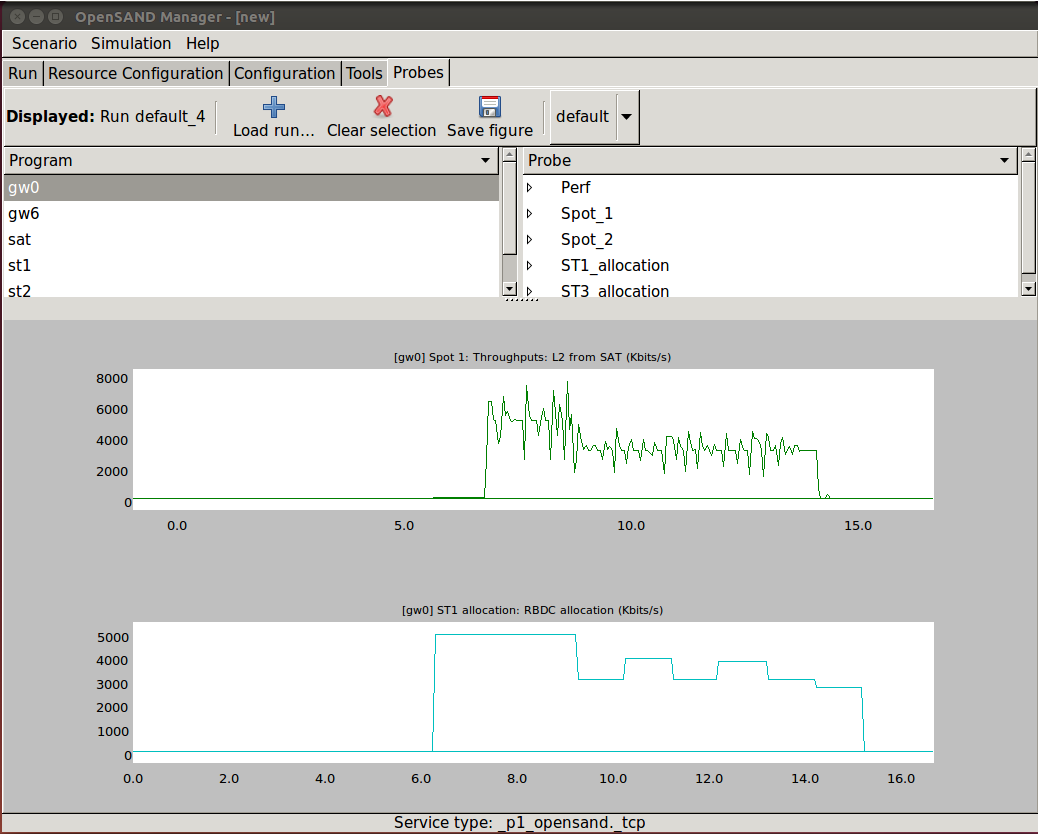 OpenSAND Manager - [new]
Scenario Simulation Help
Run Resource Configuration Configuration Tools Probes
Displayed: Run default_4 Load run... Clear selection Save figure default
Program Probe
gw0 Perf
gw6 Spot_1
sat Spot_2
st1 ST1_allocation
st2 ST3_allocation
[gw0] Spot 1: Throughputs: L2 from SAT (Kbits/s)
8000
6000
4000
2000
0
0.0 5.0 10.0 15.0
[gw0] ST1 allocation: RBDC allocation (Kbits/s)
5000
4000
3000
2000
1000
0
0.0 2.0 4.0 6.0 8.0 10.0 12.0 14.0 16.0
Service type: _p1_opensand._tcp